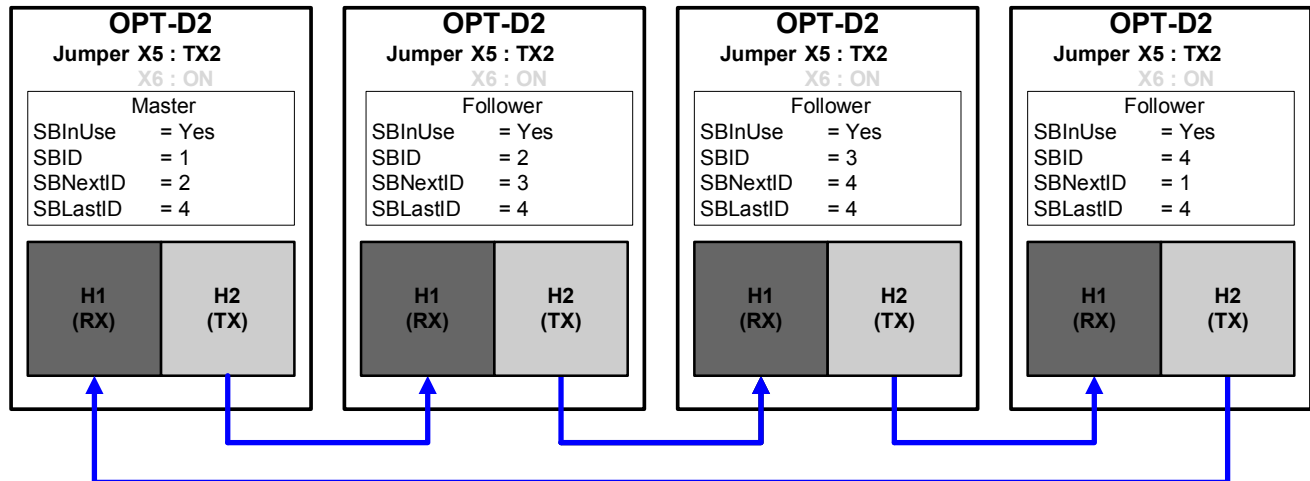 OPT-D2
Jumper X5 : TX2
X6 : ON
Master
SBInUse = Yes
SBID = 1
SBNextID = 2
SBLastID = 4
H1
(RX)
H2
(TX)
OPT-D2
Jumper X5 : TX2
X6 : ON
Follower
SBInUse = Yes
SBID = 2
SBNextID = 3
SBLastID = 4
H1
(RX)
H2
(TX)
OPT-D2
Jumper X5 : TX2
X6 : ON
Follower
SBInUse = Yes
SBID = 3
SBNextID = 4
SBLastID = 4
H1
(RX)
H2
(TX)
OPT-D2
Jumper X5 : TX2
X6 : ON
Follower
SBInUse = Yes
SBID = 4
SBNextID = 1
SBLastID = 4
H1
(RX)
H2
(TX)